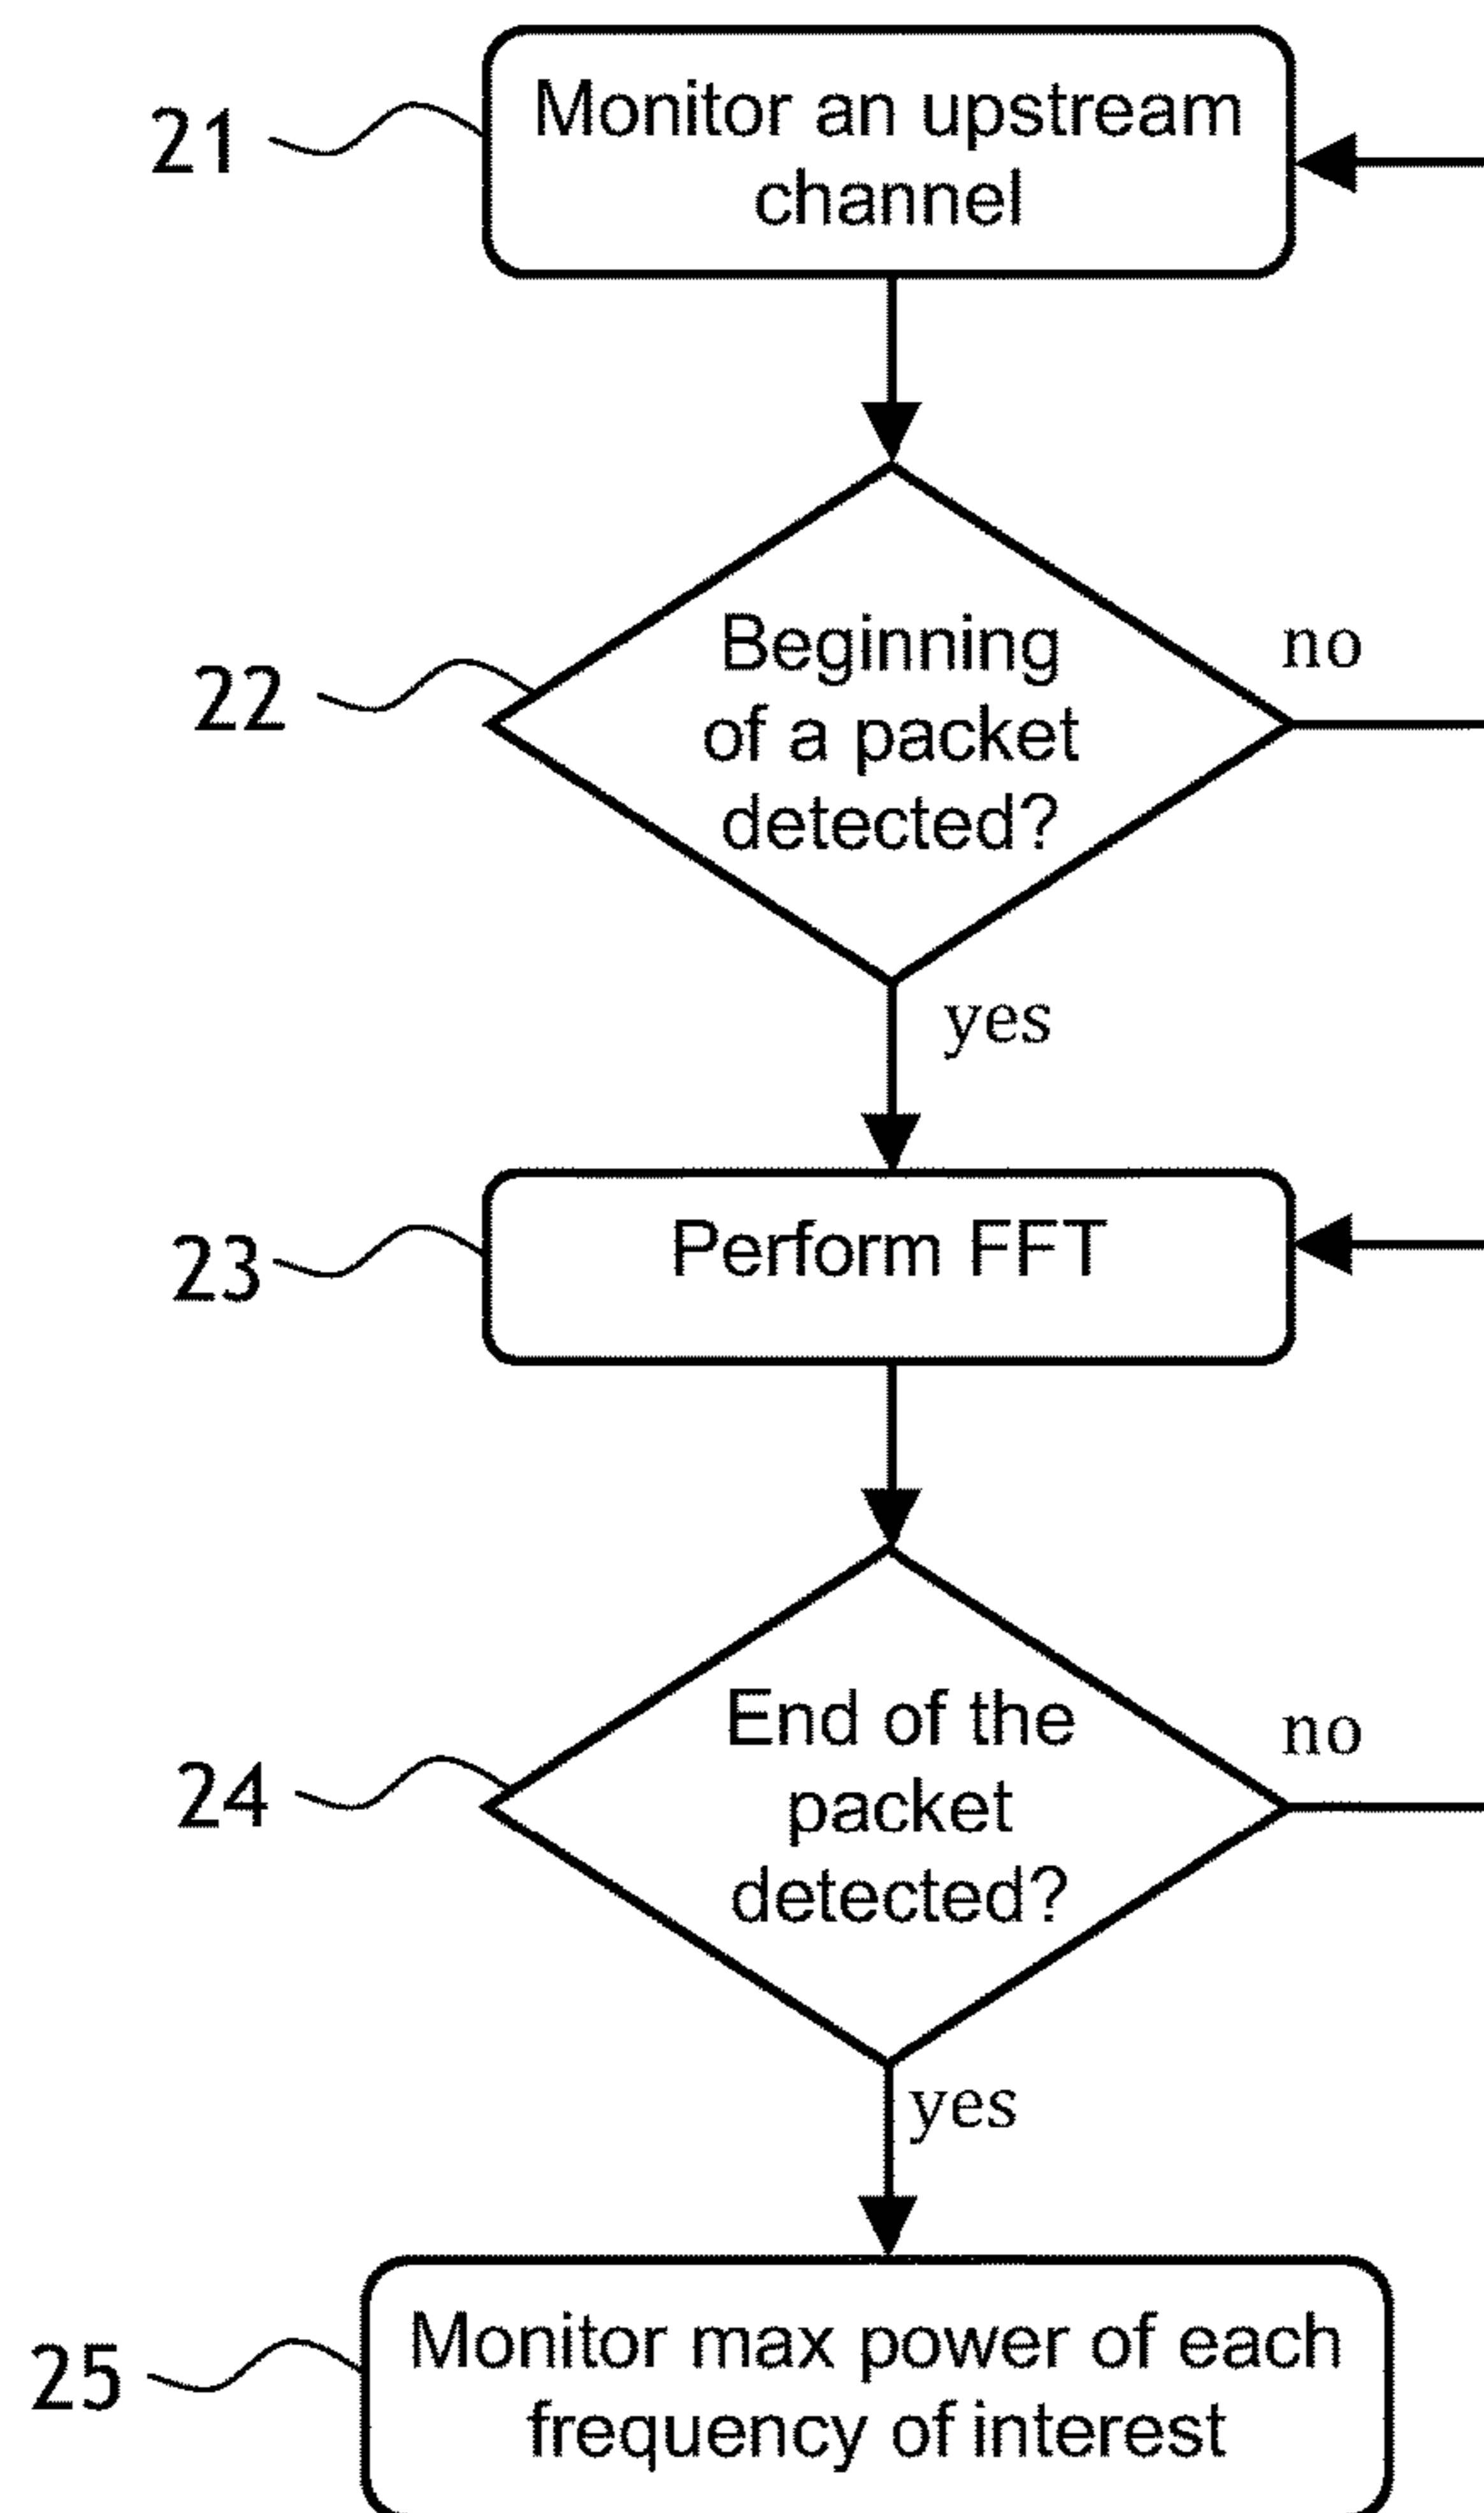 21
Monitor an upstream
channel
22
Beginning
of a packet
detected?
no
yes
23
Perform FFT
24
End of the
packet
detected?
no
yes
25
Monitor max power of each
frequency of interest